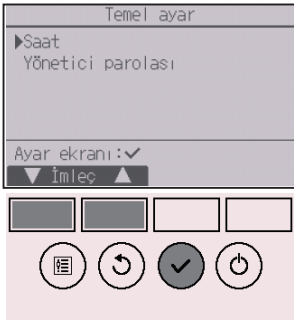 Temel ayar
▶Saat
Yönetici parolası
Ayar ekranı:✓
▼ İmleç ▲